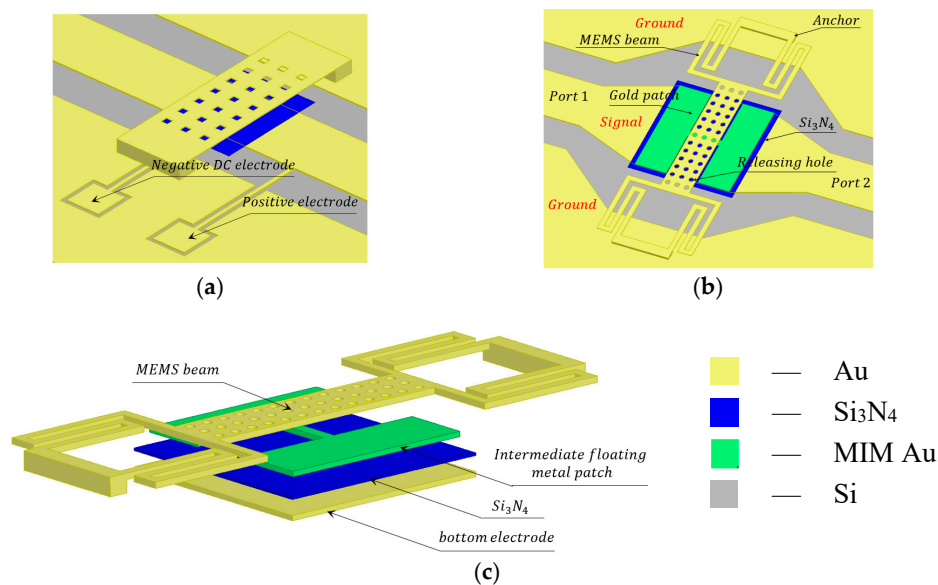 Negative DC electrode
Positive electrode
(a)
Ground
Anchor
MEMS beam
Port 1
Gold patch
Signal
Si₃N₄
Releasing hole
Port 2
Ground
(b)
MEMS beam
Intermediate floating
metal patch
Si₃N₄
bottom electrode
(c)
— Au
— Si₃N₄
— MIM Au
— Si